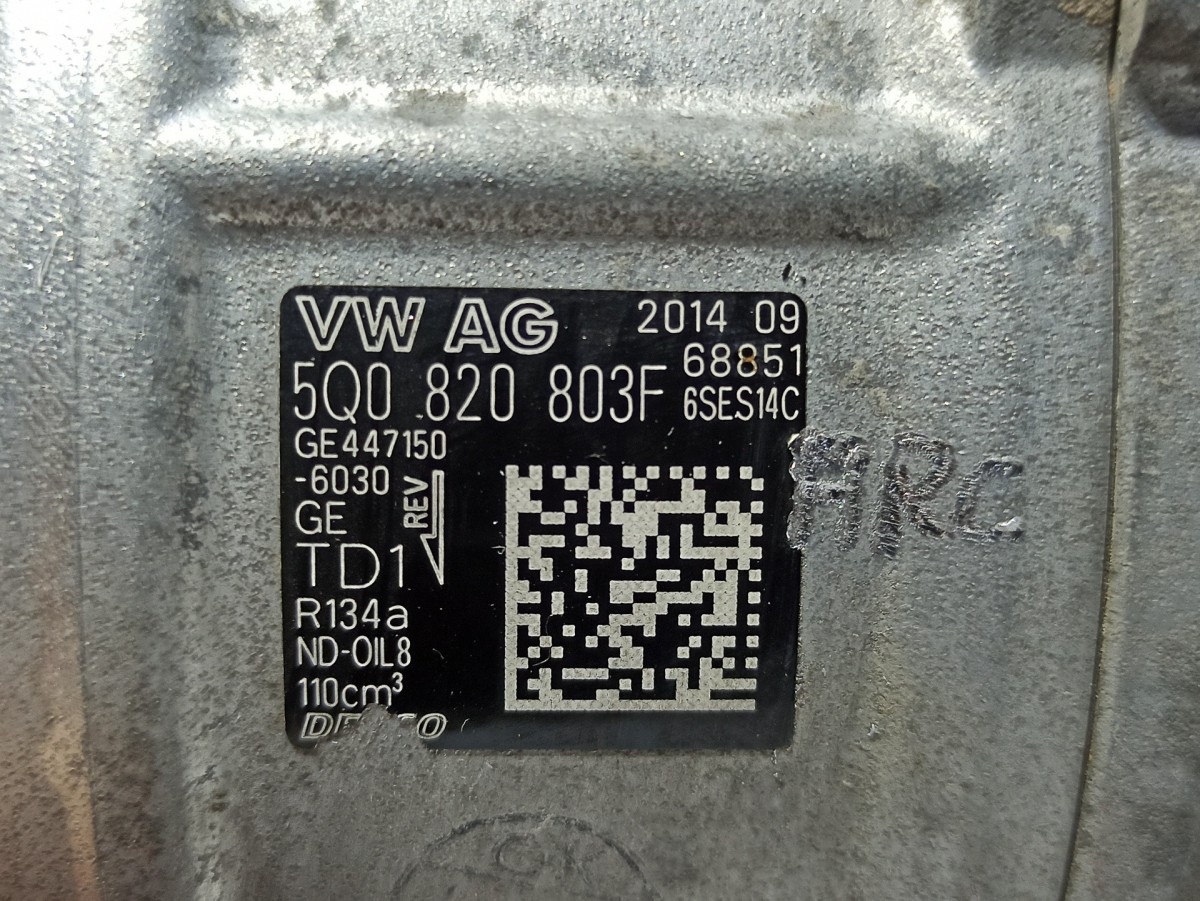 VW AG
2014 09
68851
5Q0 820 803F
6SES14C
GE447150
-6030
GE
REV
TD1
R134a
ND-OIL8
110cm³
ARC